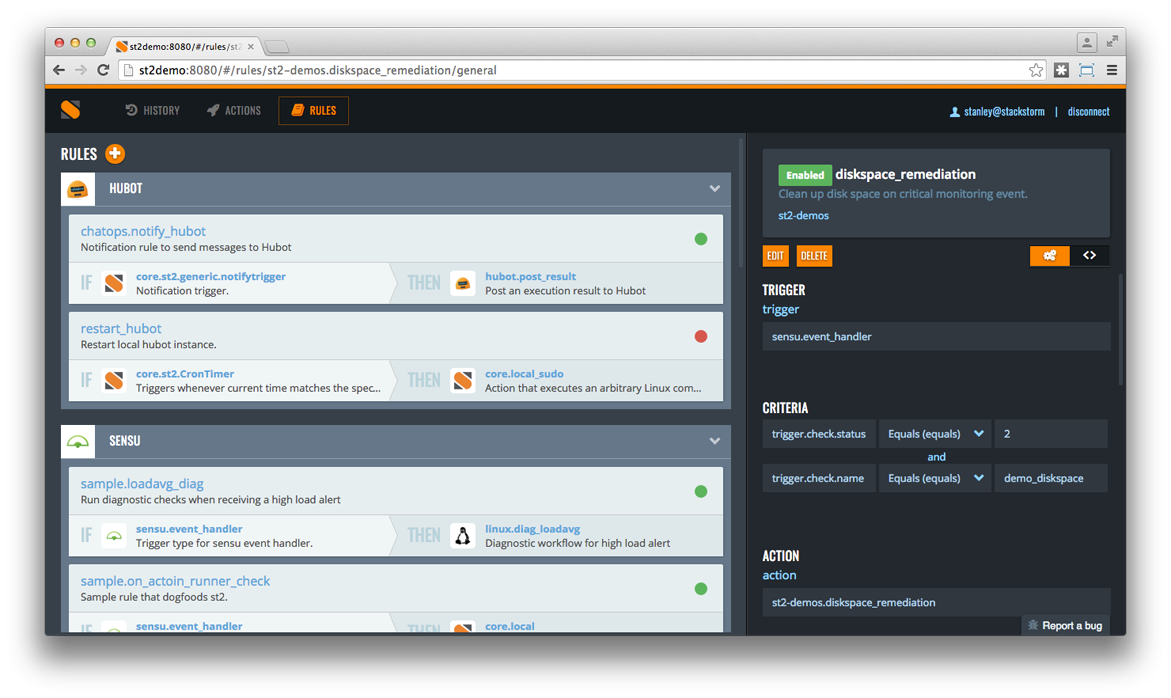 st2demo:8080/#/rules/st2
st2demo:8080/#/rules/st2-demos.diskspace_remediation/general
HISTORY
ACTIONS
RULES
stanley@stackstorm | disconnect
RULES
HUBOT
chatops.notify_hubot
Notification rule to send messages to Hubot
IF
core.st2.generic.notifytrigger
Notification trigger.
THEN
hubot.post_result
Post an execution result to Hubot
restart_hubot
Restart local hubot instance.
IF
core.st2.CronTimer
Triggers whenever current time matches the spec...
THEN
core.local_sudo
Action that executes an arbitrary Linux com...
SENSU
sample.loadavg_diag
Run diagnostic checks when receiving a high load alert
IF
sensu.event_handler
Trigger type for sensu event handler.
THEN
linux.diag_loadavg
Diagnostic workflow for high load alert
sample.on_actoin_runner_check
Sample rule that dogfoods st2.
IF
sensu.event_handler
THEN
core.local
Enabled diskspace_remediation
Clean up disk space on critical monitoring event.
st2-demos
EDIT
DELETE
<>
TRIGGER
trigger
sensu.event_handler
CRITERIA
trigger.check.status
Equals (equals)
2
and
trigger.check.name
Equals (equals)
demo_diskspace
ACTION
action
st2-demos.diskspace_remediation
Report a bug